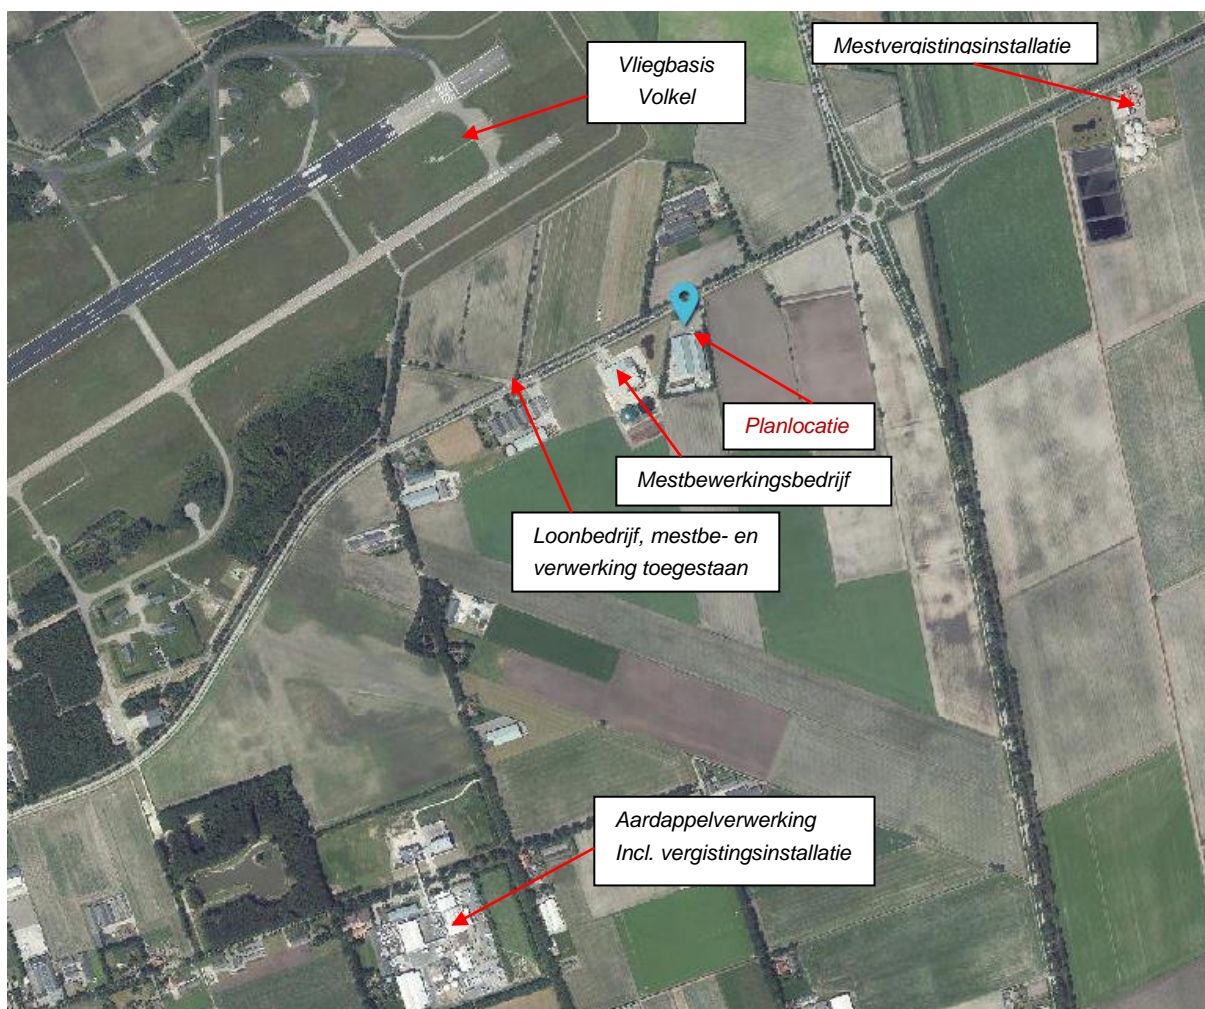 Mestvergistingsinstallatie
Vliegbasis
Volkel
Planlocatie
Mestbewerkingsbedrijf
Loonbedrijf, mestbe- en
verwerking toegestaan
Aardappelverwerking
Incl. vergistingsinstallatie